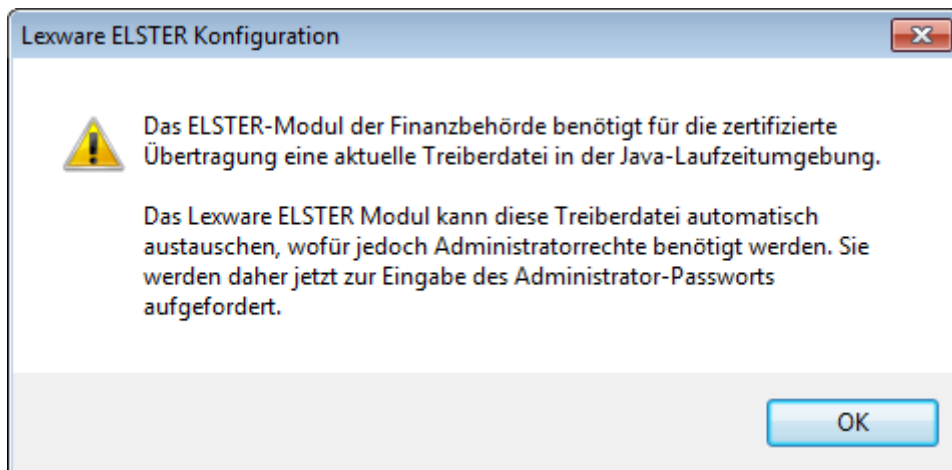 Lexware ELSTER Konfiguration
Das ELSTER-Modul der Finanzbehörde benötigt für die zertifizierte
Übertragung eine aktuelle Treiberdatei in der Java-Laufzeitumgebung.
Das Lexware ELSTER Modul kann diese Treiberdatei automatisch
austauschen, wofür jedoch Administratorrechte benötigt werden. Sie
werden daher jetzt zur Eingabe des Administrator-Passworts
aufgefordert.
OK